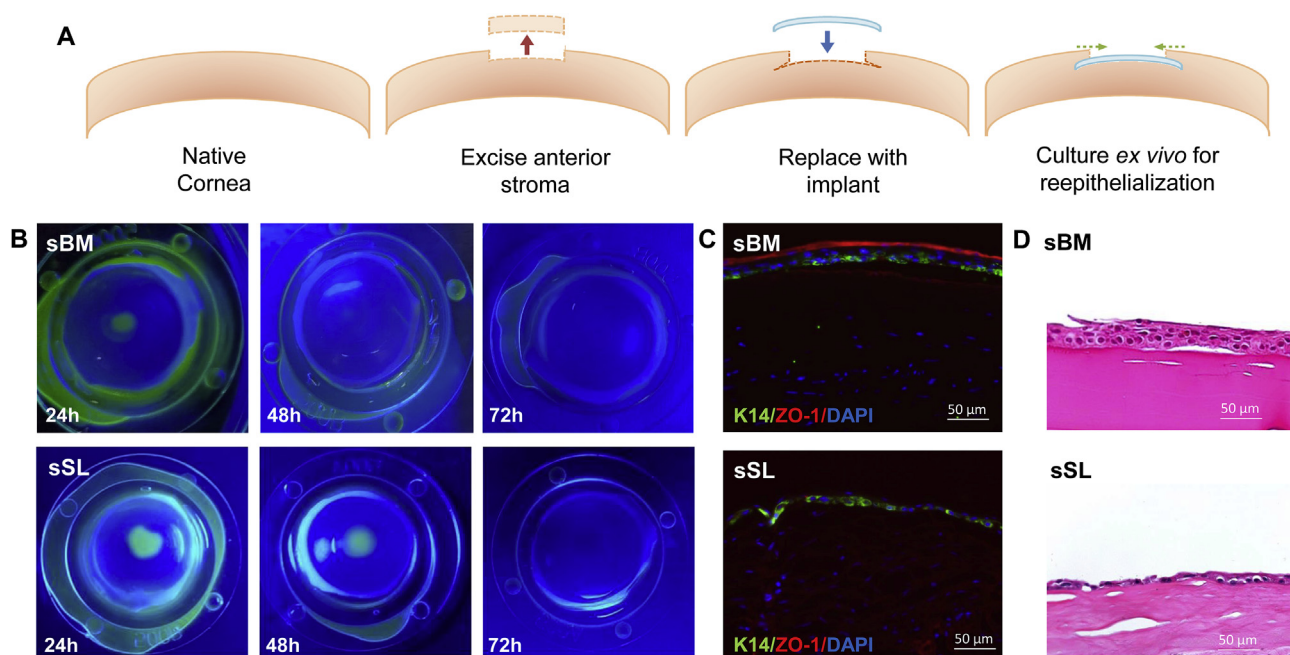 A
Native
Cornea
Excise anterior
stroma
Replace with
implant
Culture ex vivo for
reepithelialization
B
sBM
24h
48h
72h
sSL
24h
48h
72h
C
sBM
K14/ZO-1/DAPI
50 µm
sSL
K14/ZO-1/DAPI
50 µm
D
sBM
50 µm
sSL
50 µm